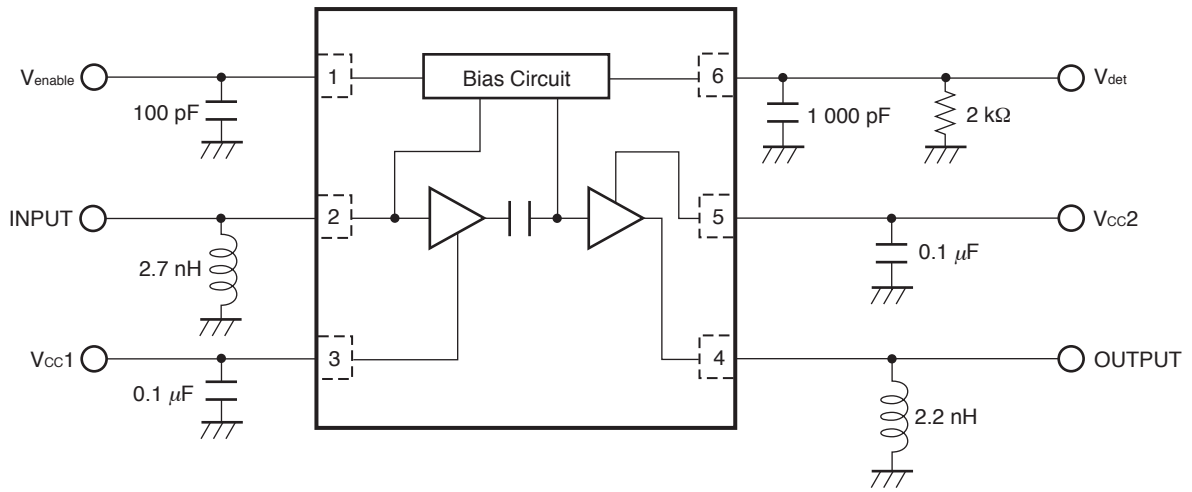 Venable
1
Bias Circuit
6
Vdet
100 pF
1 000 pF
2 kΩ
INPUT
2
5
VCC2
2.7 nH
0.1 μF
VCC1
3
4
OUTPUT
0.1 μF
2.2 nH